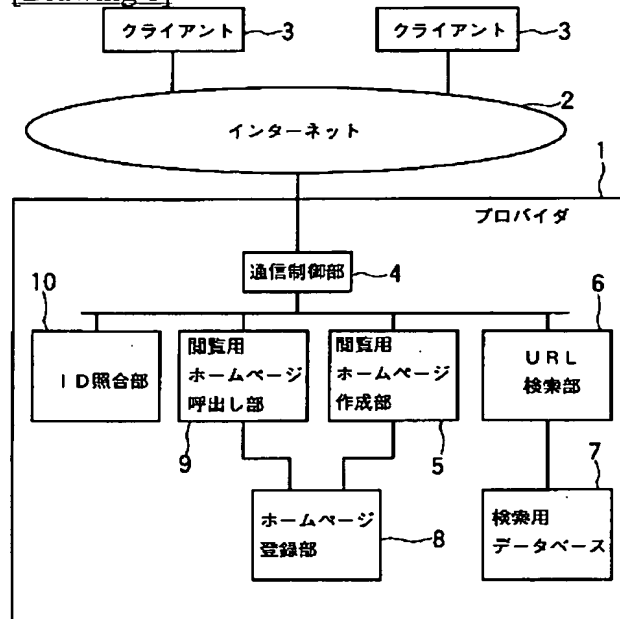 [Drawing 1]
クライアント 3
クライアント 3
2
インターネット
1
プロバイダ
通信制御部 4
10
6
ID照合部
閲覧用
ホームページ
呼出し部
閲覧用
ホームページ
作成部
URL
検索部
9
5
7
ホームページ
登録部
8
検索用
データベース